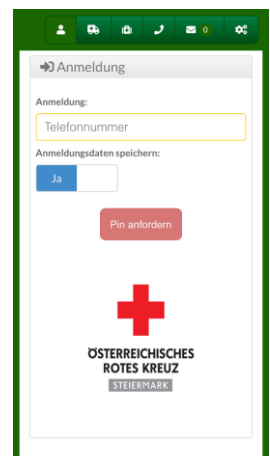 0
Anmeldung
Anmeldung:
Telefonnummer
Anmeldungsdaten speichern:
Ja
Pin anfordern
ÖSTERREICHISCHES
ROTES KREUZ
STEIERMARK